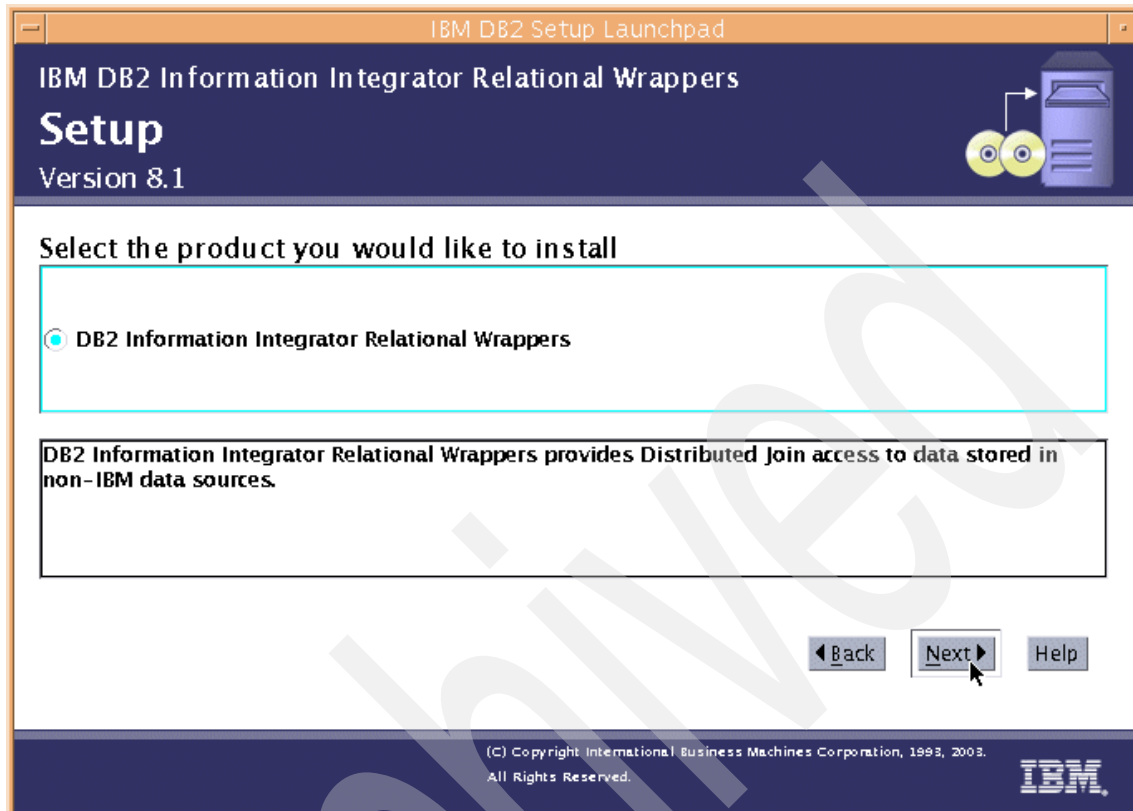 IBM DB2 Setup Launchpad
IBM DB2 Information Integrator Relational Wrappers
Setup
Version 8.1
Select the product you would like to install
DB2 Information Integrator Relational Wrappers
DB2 Information Integrator Relational Wrappers provides Distributed Join access to data stored in
non-IBM data sources.
Back
Next
Help
(C) Copyright International Business Machines Corporation, 1993, 2003.
All Rights Reserved.
IBM.
hived